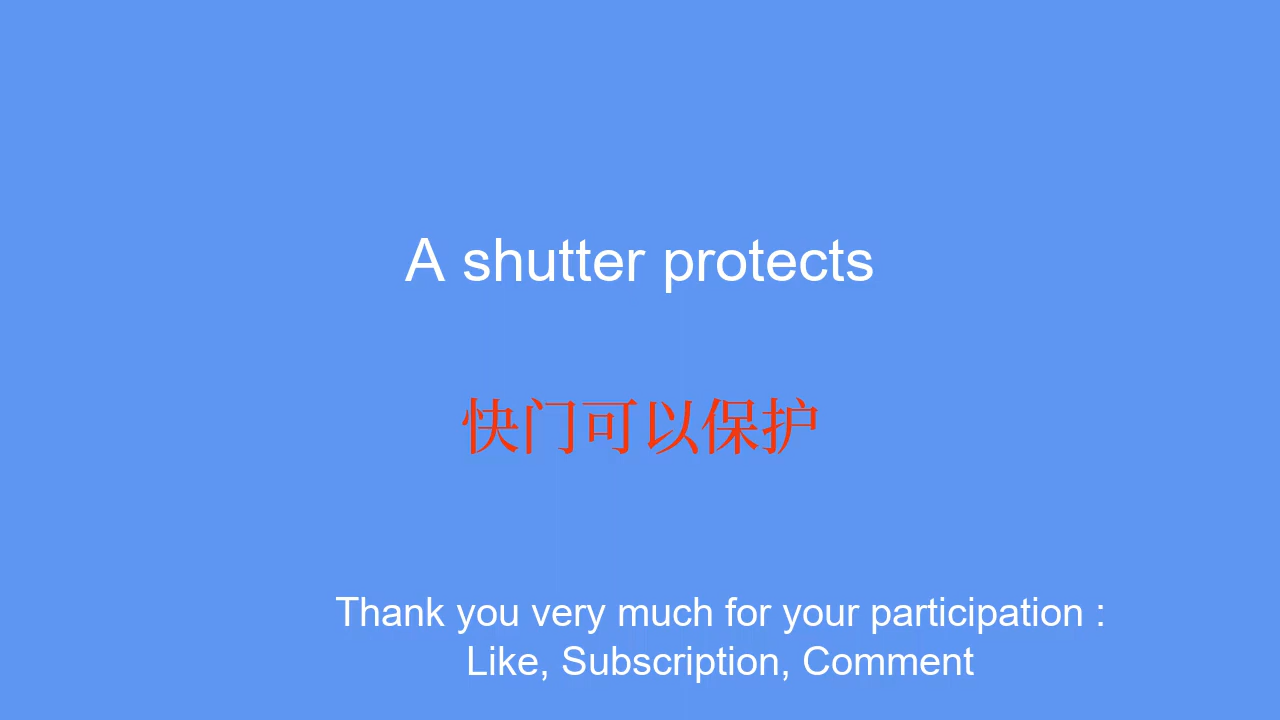 A shutter protects
快门可以保护
Thank you very much for your participation :
Like, Subscription, Comment